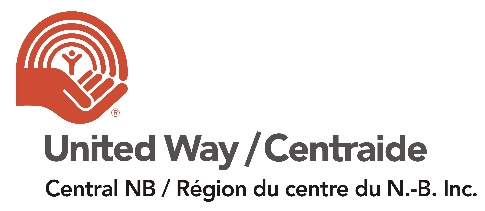 ®
United Way / Centraide
Central NB / Région du centre du N.-B. Inc.